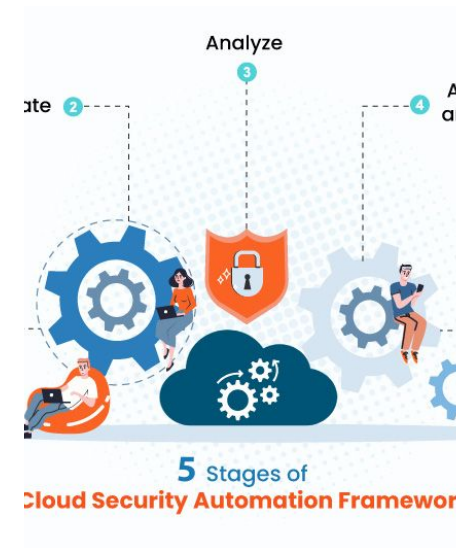 Analyze
3
ate 2
4 A
a
5 Stages of
Cloud Security Automation Framewor